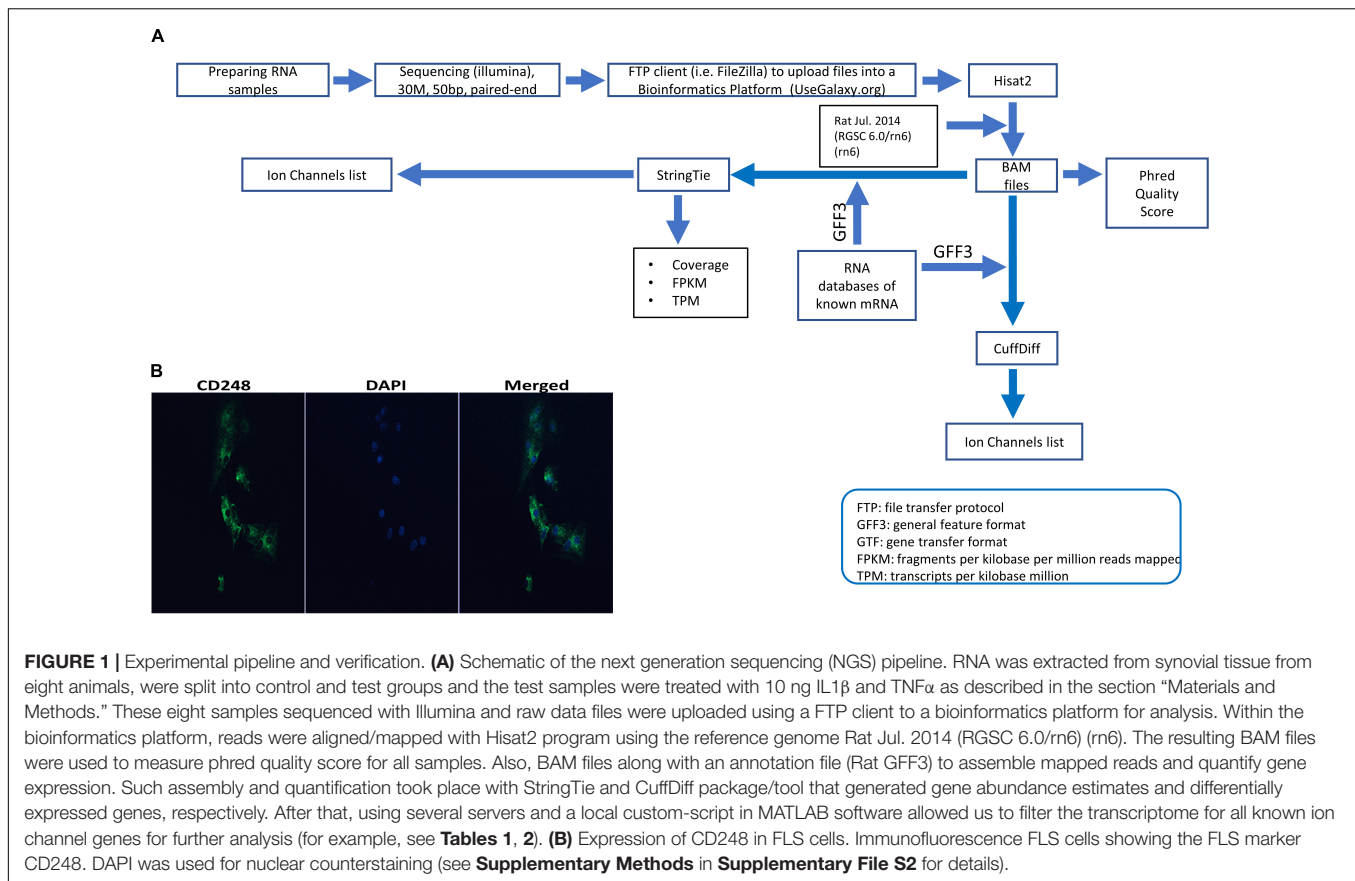 A
Preparing RNA
samples
Sequencing (illumina),
30M, 50bp, paired-end
FTP client (i.e. FileZilla) to upload files into a
Bioinformatics Platform (UseGalaxy.org)
Hisat2
Rat Jul. 2014
(RGSC 6.0/rn6)
(rn6)
Ion Channels list
StringTie
BAM
files
Phred
Quality
Score
GFF3
GFF3
• Coverage
• FPKM
• TPM
RNA
databases of
known mRNA
CuffDiff
Ion Channels list
B
CD248 DAPI Merged
FTP: file transfer protocol
GFF3: general feature format
GTF: gene transfer format
FPKM: fragments per kilobase per million reads mapped
TPM: transcripts per kilobase million
FIGURE 1 | Experimental pipeline and verification. (A) Schematic of the next generation sequencing (NGS) pipeline. RNA was extracted from synovial tissue from
eight animals, were split into control and test groups and the test samples were treated with 10 ng IL1β and TNFα as described in the section “Materials and
Methods.” These eight samples sequenced with Illumina and raw data files were uploaded using a FTP client to a bioinformatics platform for analysis. Within the
bioinformatics platform, reads were aligned/mapped with Hisat2 program using the reference genome Rat Jul. 2014 (RGSC 6.0/rn6) (rn6). The resulting BAM files
were used to measure phred quality score for all samples. Also, BAM files along with an annotation file (Rat GFF3) to assemble mapped reads and quantify gene
expression. Such assembly and quantification took place with StringTie and CuffDiff package/tool that generated gene abundance estimates and differentially
expressed genes, respectively. After that, using several servers and a local custom-script in MATLAB software allowed us to filter the transcriptome for all known ion
channel genes for further analysis (for example, see Tables 1, 2). (B) Expression of CD248 in FLS cells. Immunofluorescence FLS cells showing the FLS marker
CD248. DAPI was used for nuclear counterstaining (see Supplementary Methods in Supplementary File S2 for details).